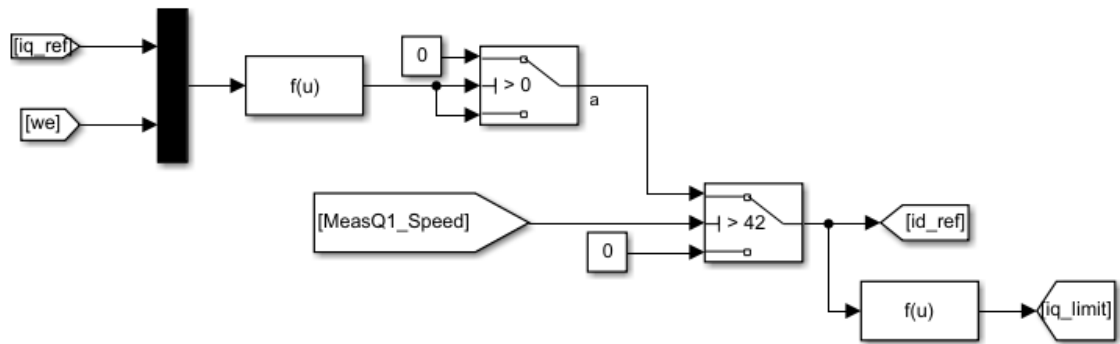 [iq_ref]
0
> 0
f(u)
a
[we]
[MeasQ1_Speed]
> 42
[id_ref]
0
f(u)
[iq_limit]